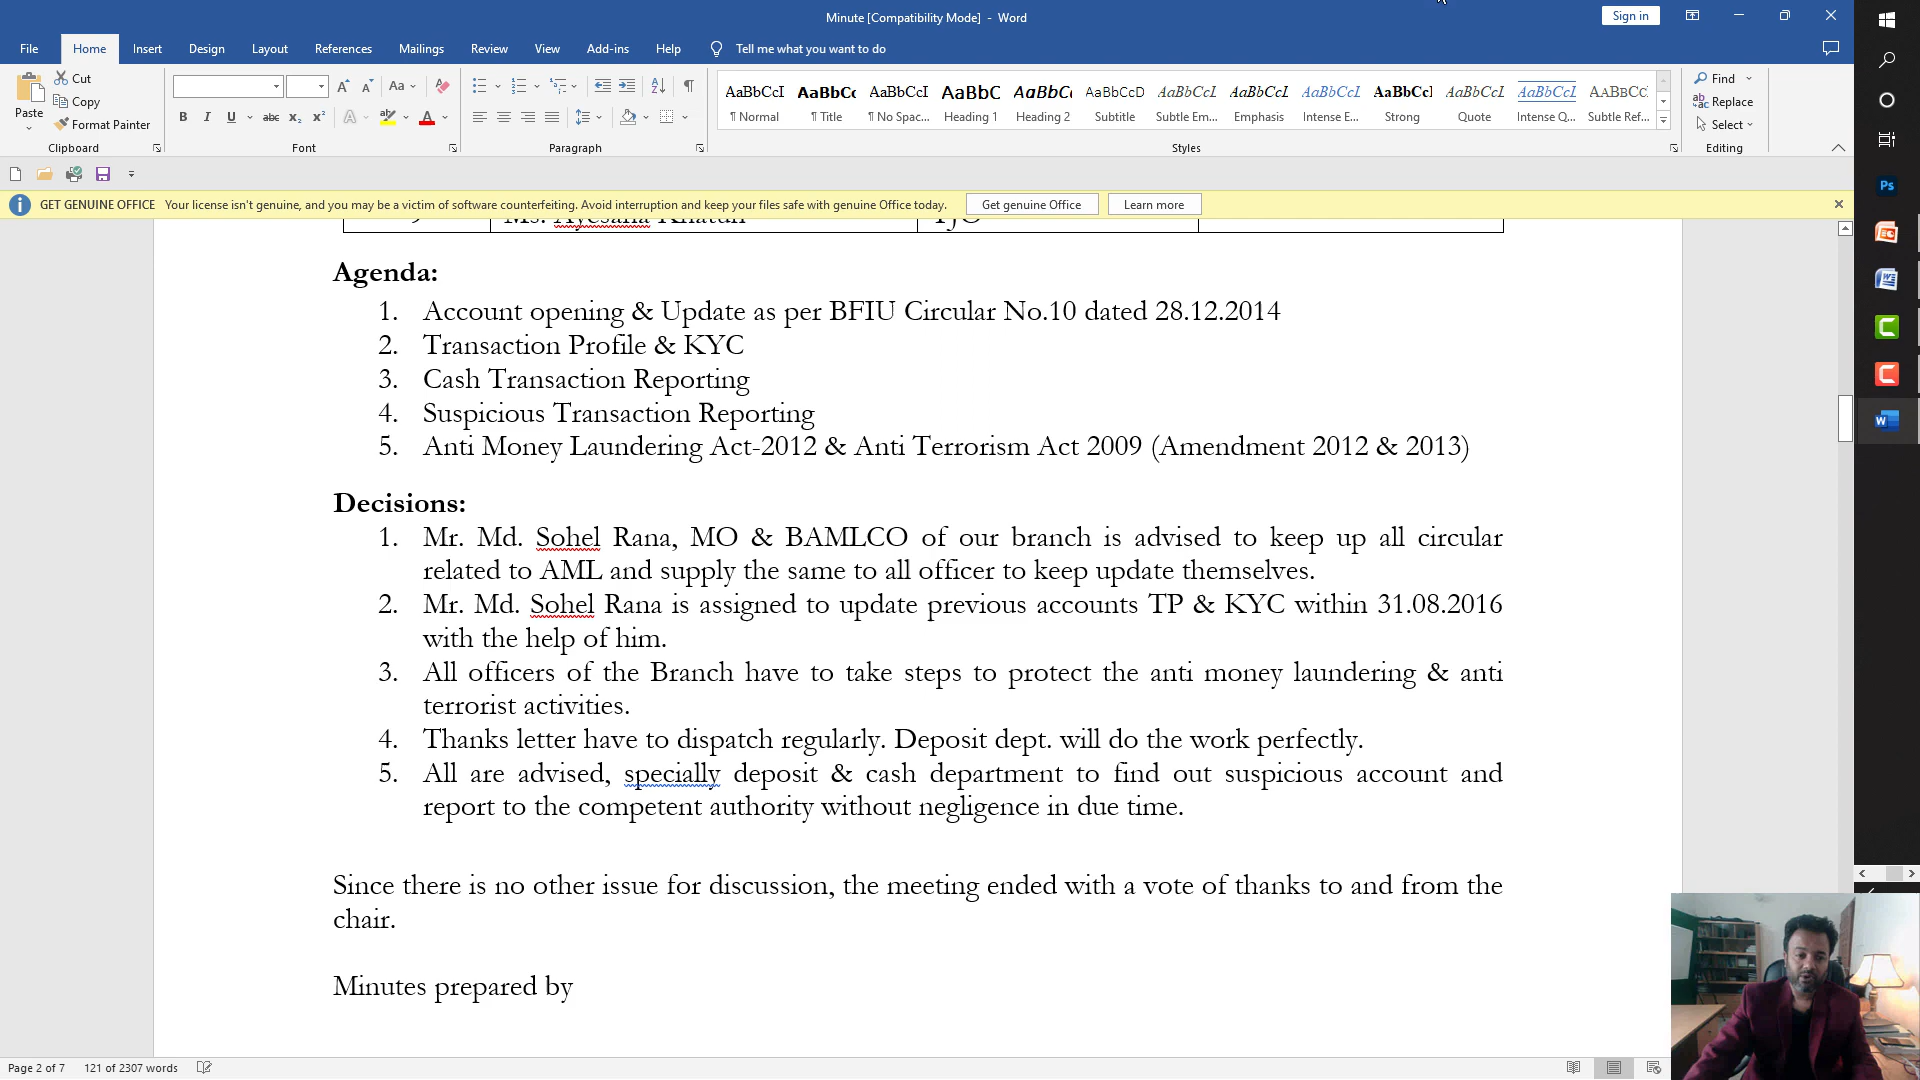 Minute [Compatibility Mode] - Word
Sign in
File Home Insert Design Layout References Mailings Review View Add-ins Help Tell me what you want to do
Paste
Cut
Copy
Format Painter
Clipboard
Font
Paragraph
AaBbCcI AaBbCc AaBbCcI AaBbC AaBbC AaBbCcD AaBbCcL AaBbCcL AaBbCcL AaBbCcl AaBbCcL AaBbCcI AaBbCc
¶ Normal ¶ Title ¶ No Spac... Heading 1 Heading 2 Subtitle Subtle Em... Emphasis Intense E... Strong Quote Intense Q... Subtle Ref...
Styles
Find
Replace
Select
Editing
GET GENUINE OFFICE Your license isn't genuine, and you may be a victim of software counterfeiting. Avoid interruption and keep your files safe with genuine Office today. Get genuine Office Learn more
Agenda:
1. Account opening & Update as per BFIU Circular No.10 dated 28.12.2014
2. Transaction Profile & KYC
3. Cash Transaction Reporting
4. Suspicious Transaction Reporting
5. Anti Money Laundering Act-2012 & Anti Terrorism Act 2009 (Amendment 2012 & 2013)
Decisions:
1. Mr. Md. Sohel Rana, MO & BAMLCO of our branch is advised to keep up all circular
related to AML and supply the same to all officer to keep update themselves.
2. Mr. Md. Sohel Rana is assigned to update previous accounts TP & KYC within 31.08.2016
with the help of him.
3. All officers of the Branch have to take steps to protect the anti money laundering & anti
terrorist activities.
4. Thanks letter have to dispatch regularly. Deposit dept. will do the work perfectly.
5. All are advised, specially deposit & cash department to find out suspicious account and
report to the competent authority without negligence in due time.
Since there is no other issue for discussion, the meeting ended with a vote of thanks to and from the
chair.
Minutes prepared by
Page 2 of 7 121 of 2307 words